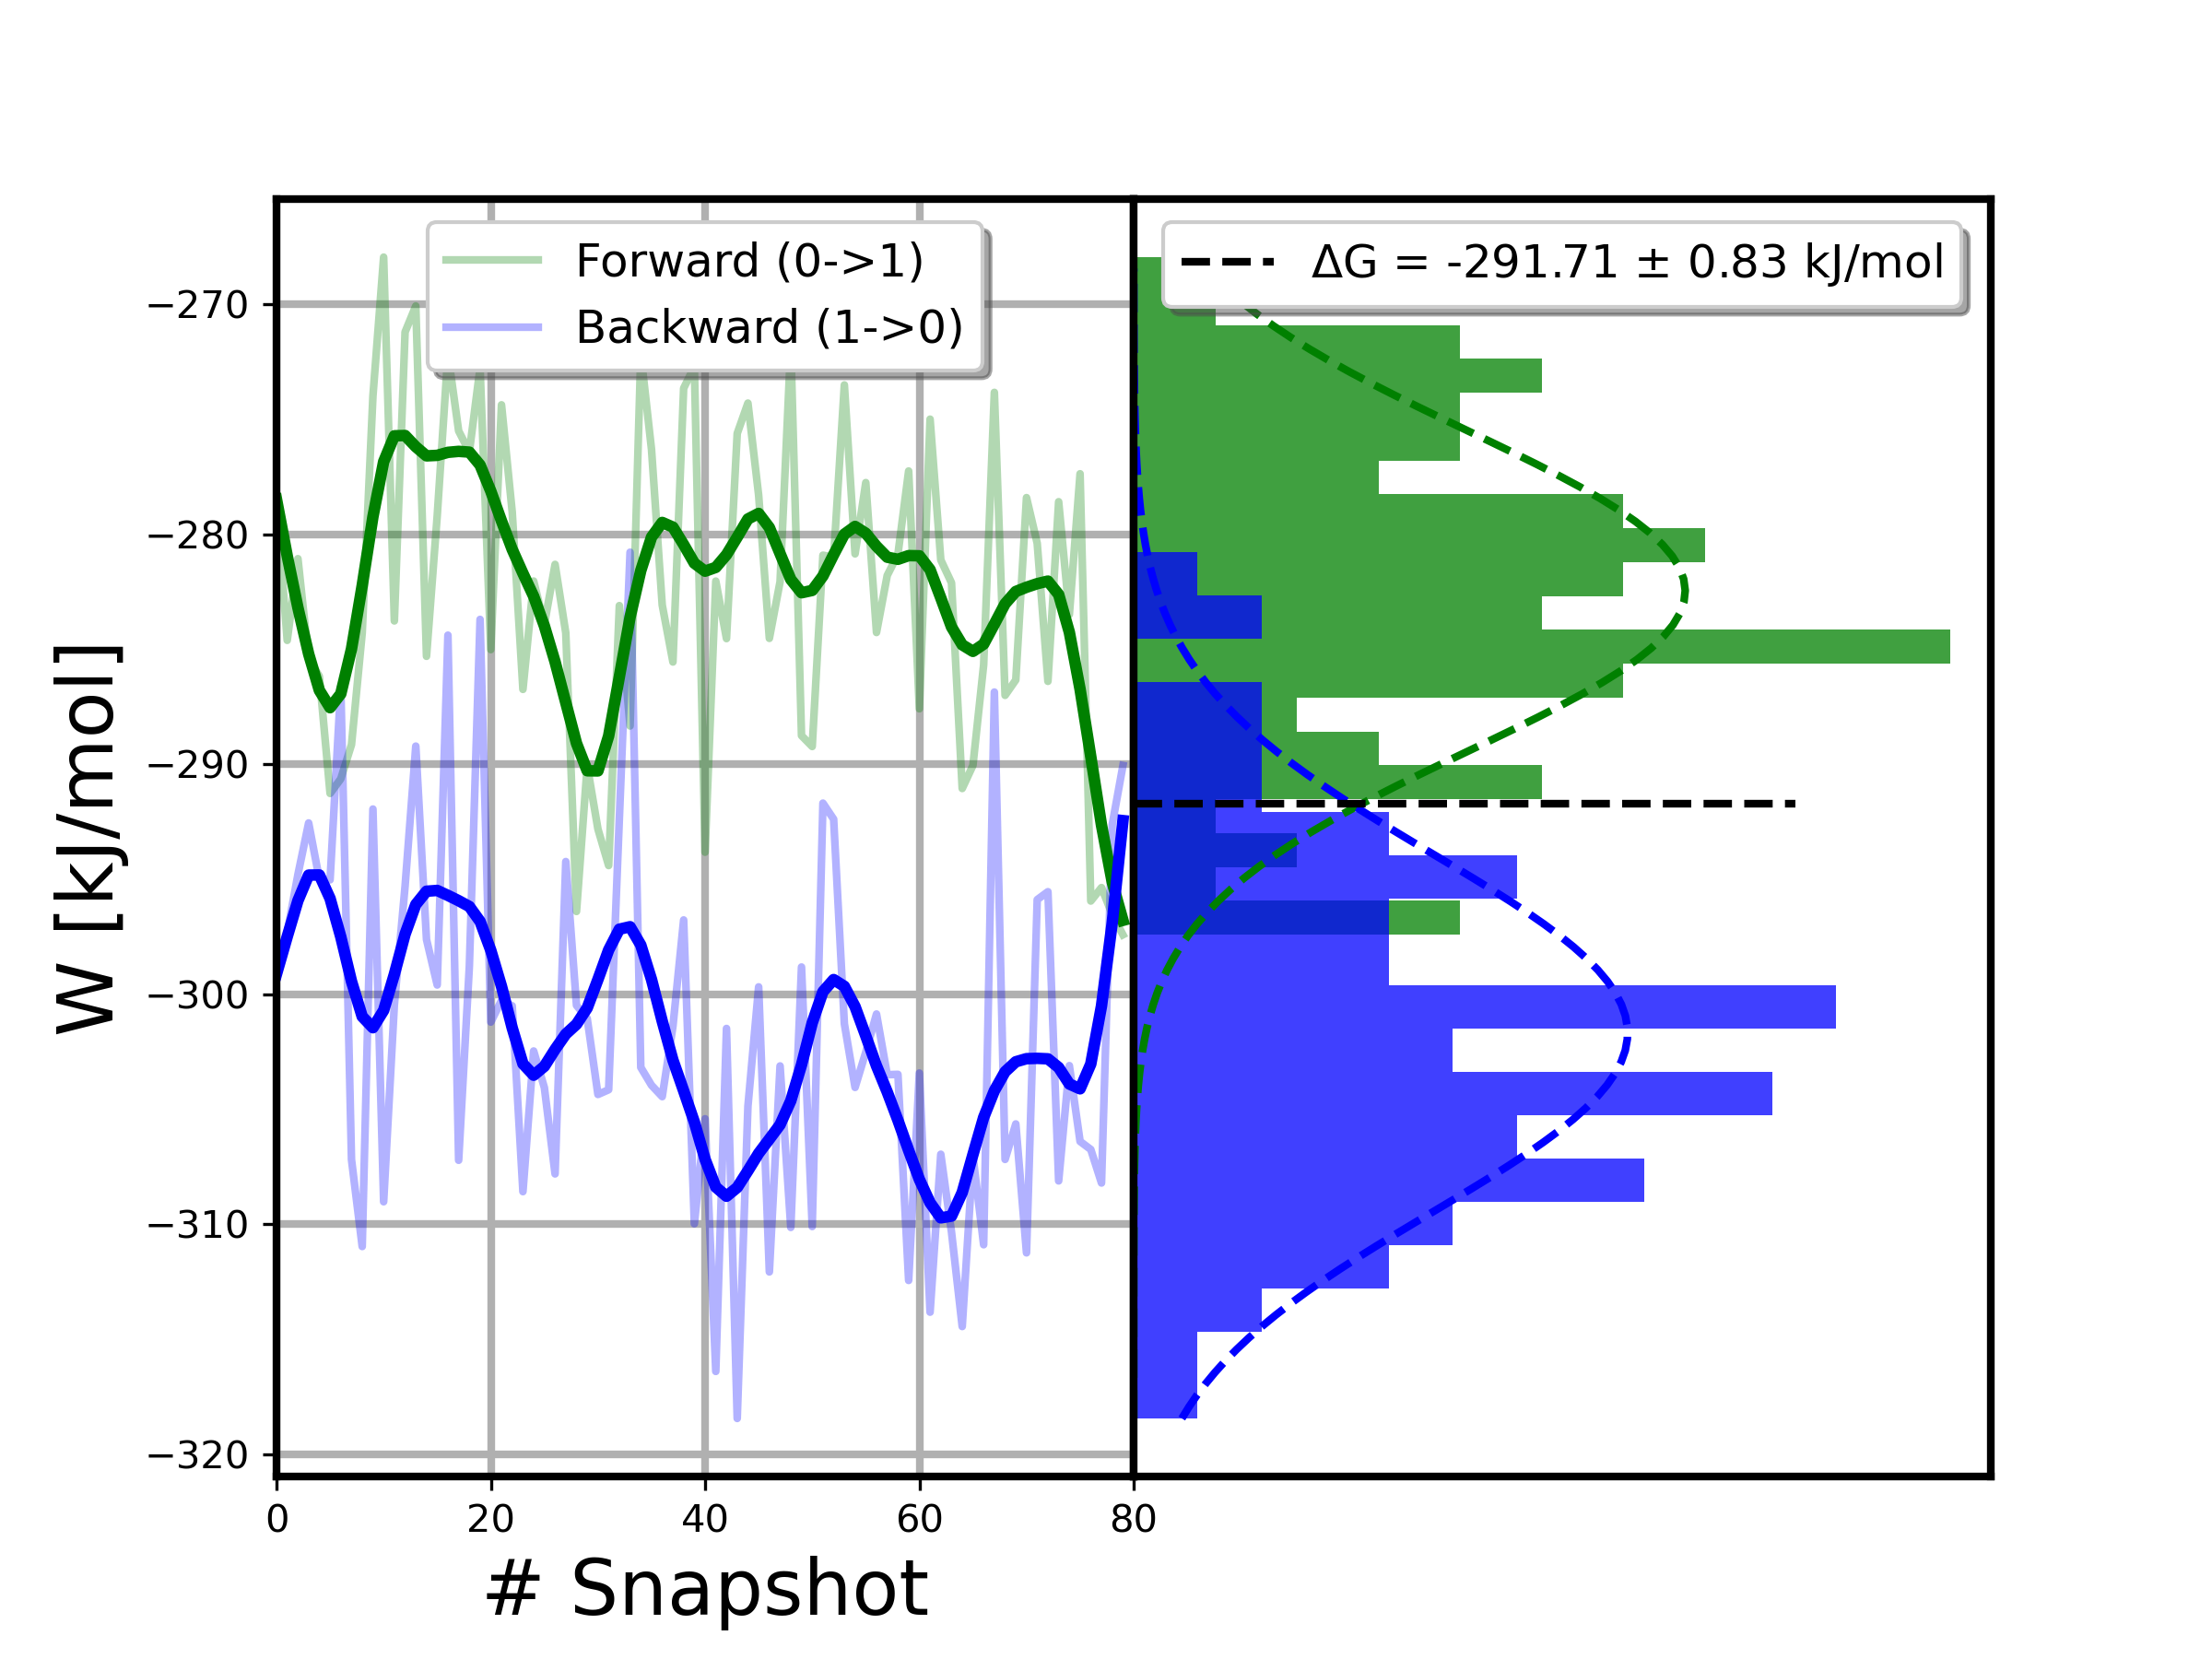 Forward (0->1)
Backward (1->0)
ΔG = -291.71 ± 0.83 kJ/mol
W [kJ/mol]
−270
−280
−290
−300
−310
−320
0 20 40 60 80
# Snapshot